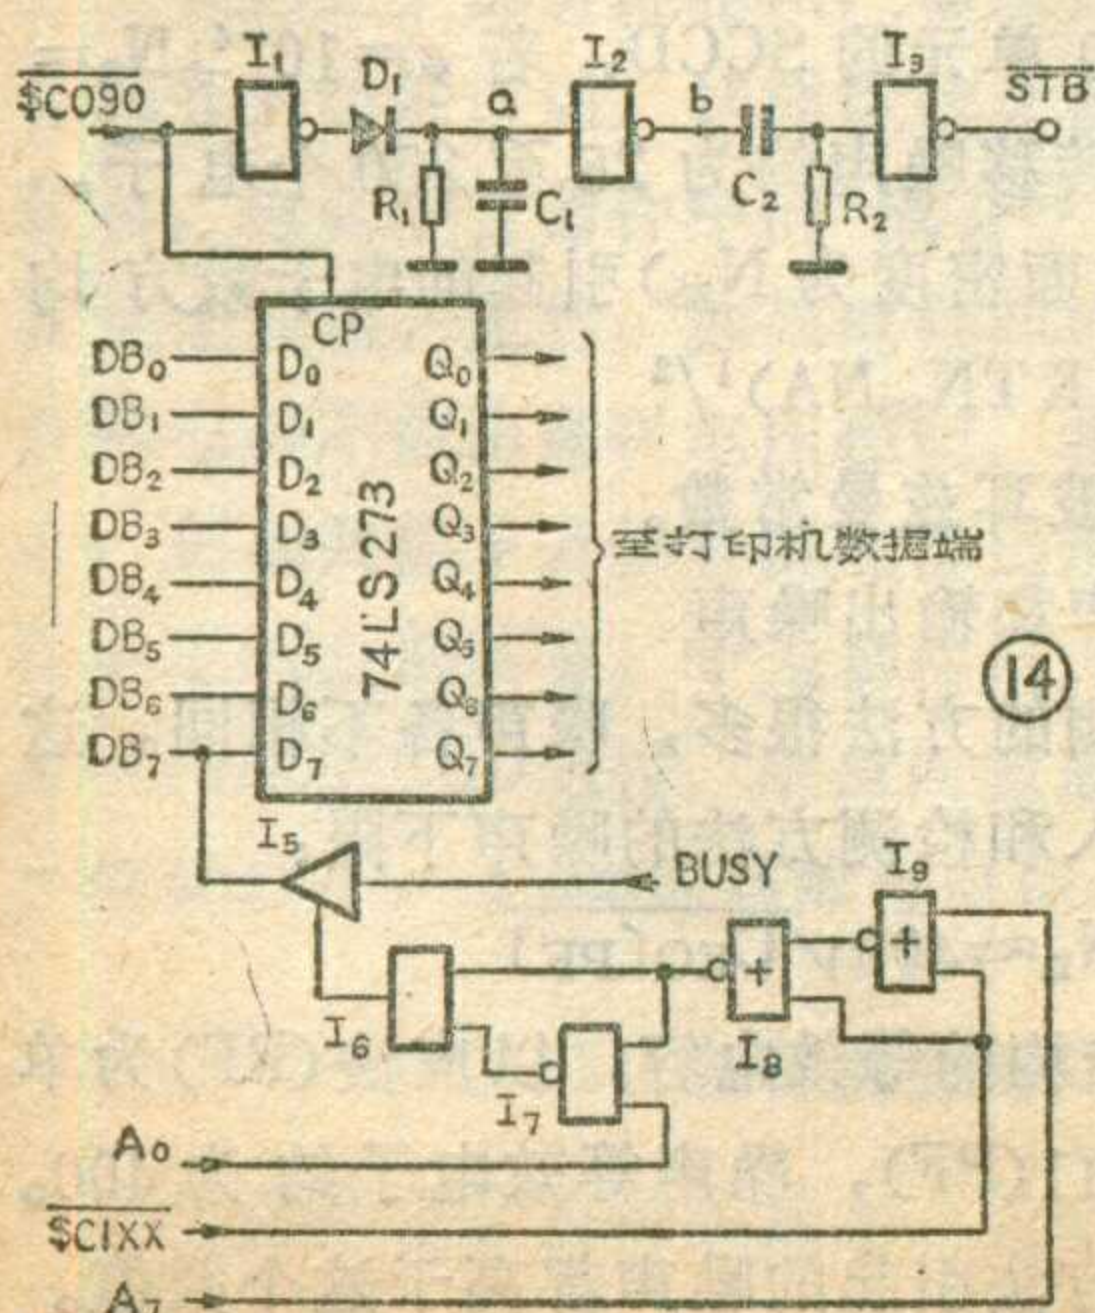 I₁
D₁
a
I₂
b
I₃
$C090
STB
R₁
C₁
C₂
R₂
CP
DB₀ D₀ Q₀
DB₁ D₁ Q₁
DB₂ D₂ Q₂
DB₃ D₃ Q₃
DB₄ D₄ Q₄
DB₅ D₅ Q₅
DB₆ D₆ Q₆
DB₇ D₇ Q₇
74LS273
至打印机数据端
14
I₅
BUSY
I₉
+
+
I₆
I₈
I₇
A₀
$C1XX
A₇